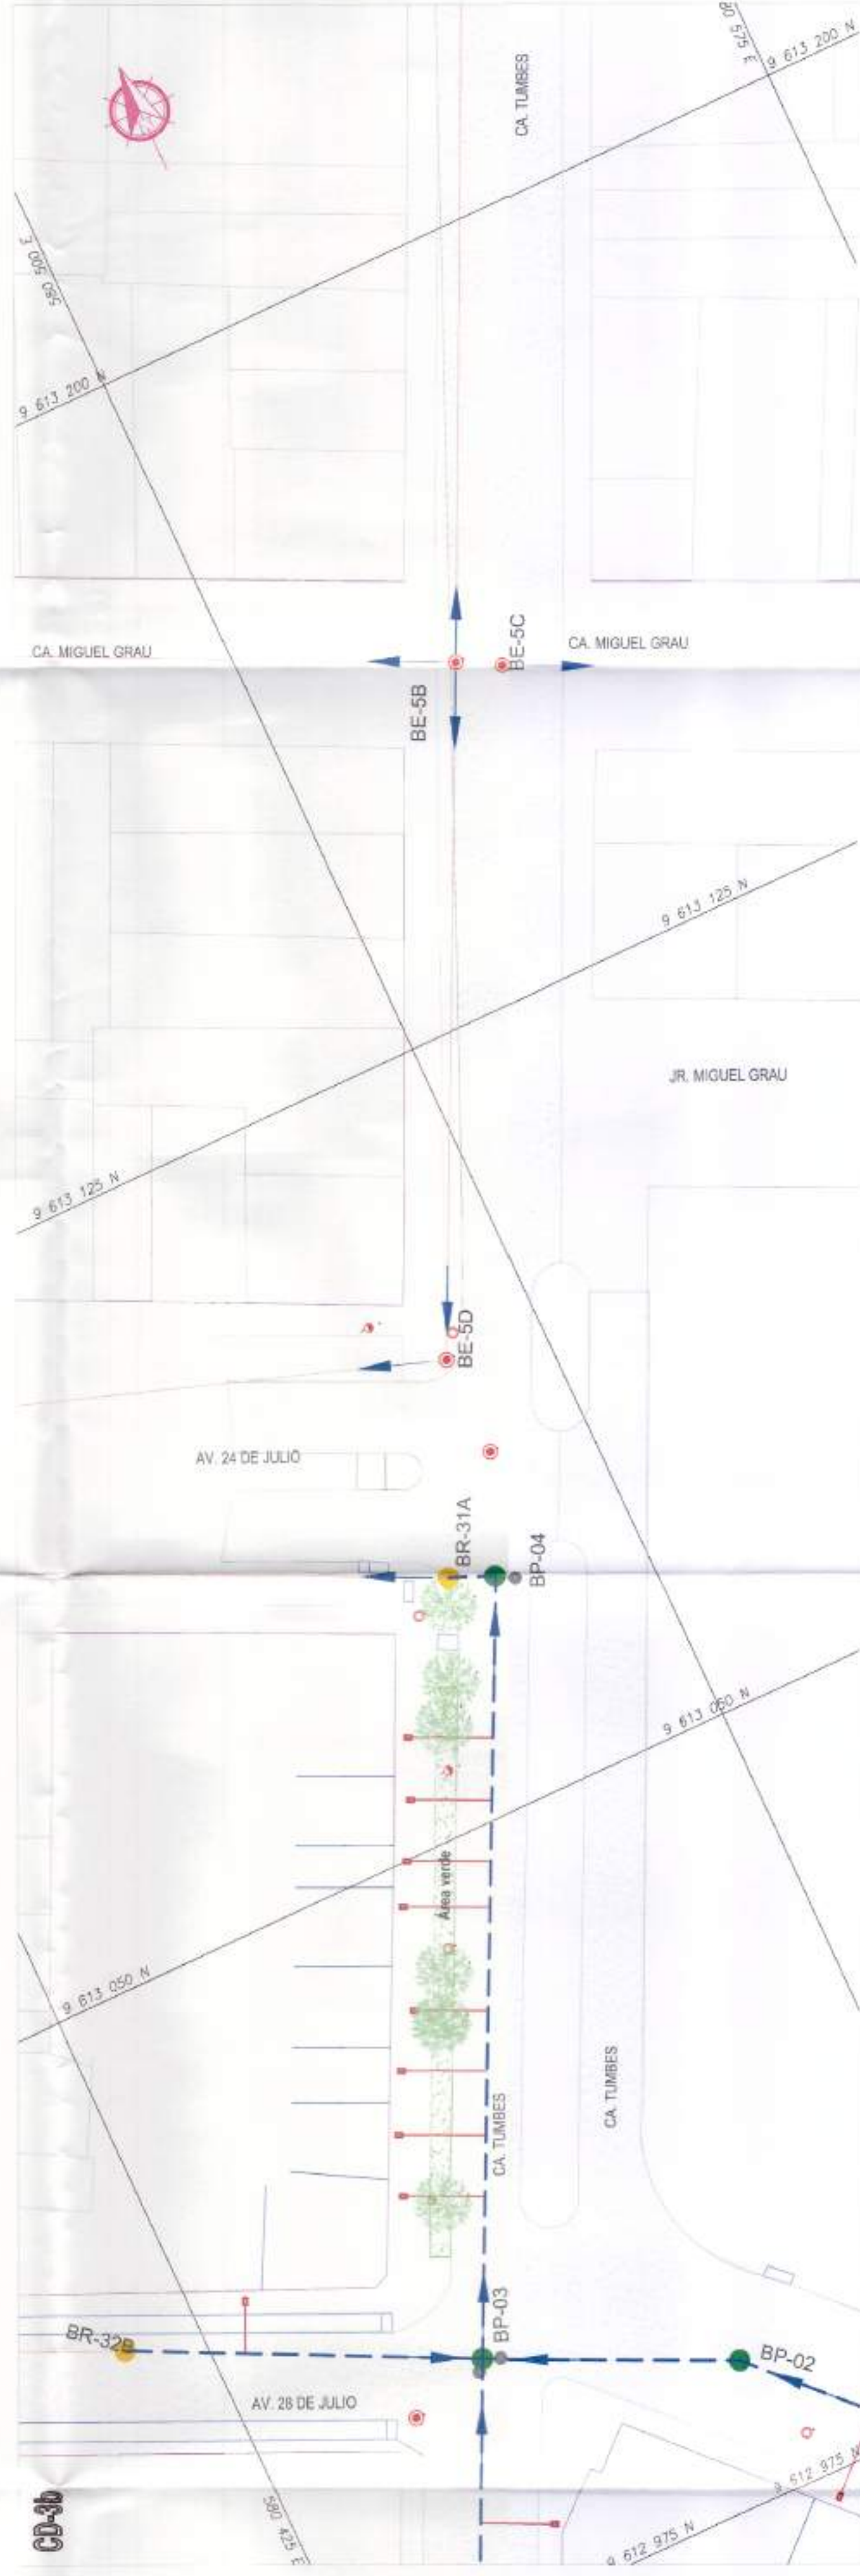 80 575 E
9 613 200 N
CA. TUMBES
580 500 E
9 613 200 N
CA. MIGUEL GRAU
BE-5C
CA. MIGUEL GRAU
BE-5B
9 613 125 N
JR. MIGUEL GRAU
9 613 125 N
BE-5D
AV. 24 DE JULIO
BR-31A
BP-04
9 613 050 N
Área verde
9 613 050 N
CA. TUMBES
CA. TUMBES
BP-03
BR-32B
BP-02
AV. 28 DE JULIO
9 612 975 N
CD-3b
580 425 E
9 612 975 N